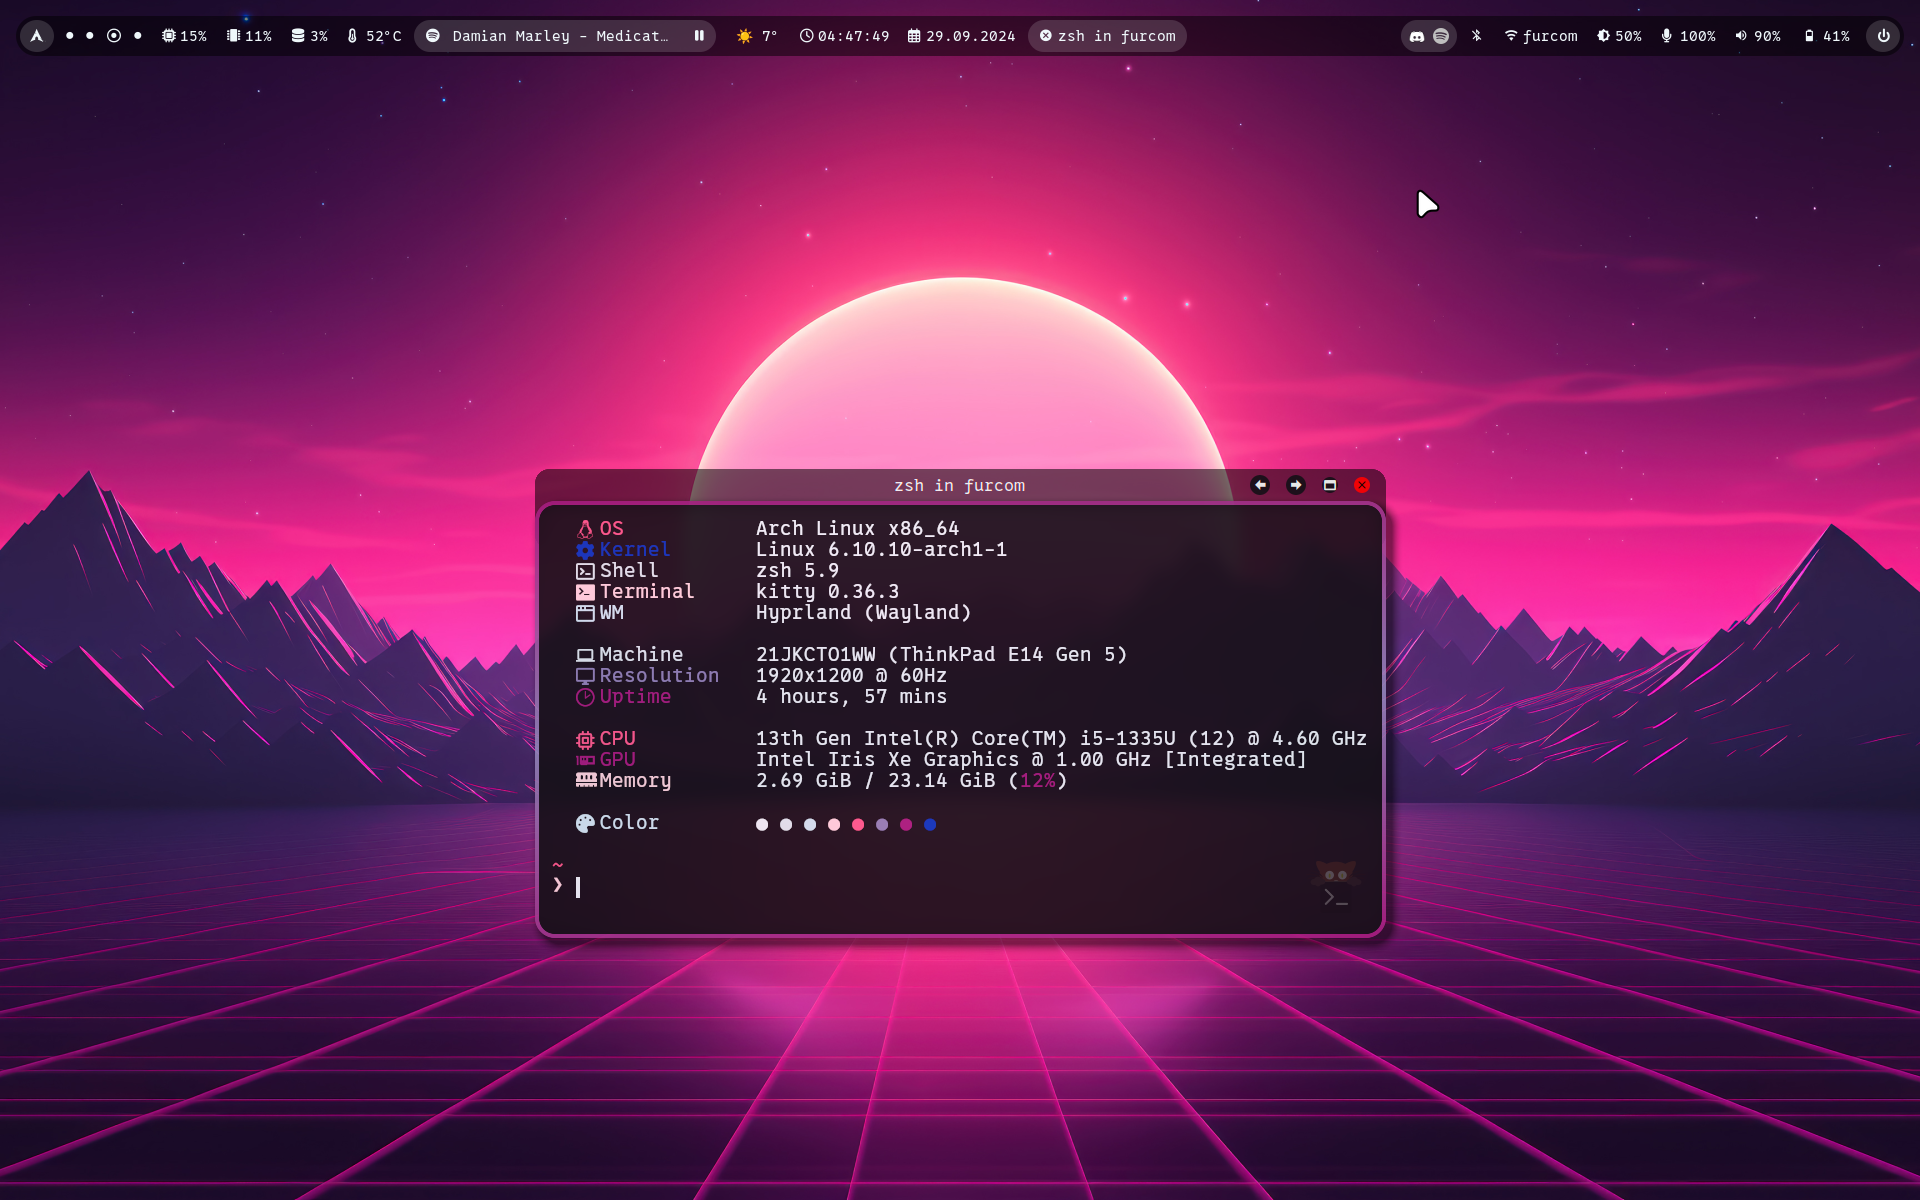 15% 11% 3% 52°C Damian Marley - Medicat… 7° 04:47:49 29.09.2024 zsh in ƒurcom ƒurcom 50% 100% 90% 41%
zsh in ƒurcom
OS Arch Linux x86_64
Kernel Linux 6.10.10-arch1-1
Shell zsh 5.9
Terminal kitty 0.36.3
WM Hyprland (Wayland)
Machine 21JKCTO1WW (ThinkPad E14 Gen 5)
Resolution 1920x1200 @ 60Hz
Uptime 4 hours, 57 mins
CPU 13th Gen Intel(R) Core(TM) i5-1335U (12) @ 4.60 GHz
GPU Intel Iris Xe Graphics @ 1.00 GHz [Integrated]
Memory 2.69 GiB / 23.14 GiB (12%)
Color
~
❯